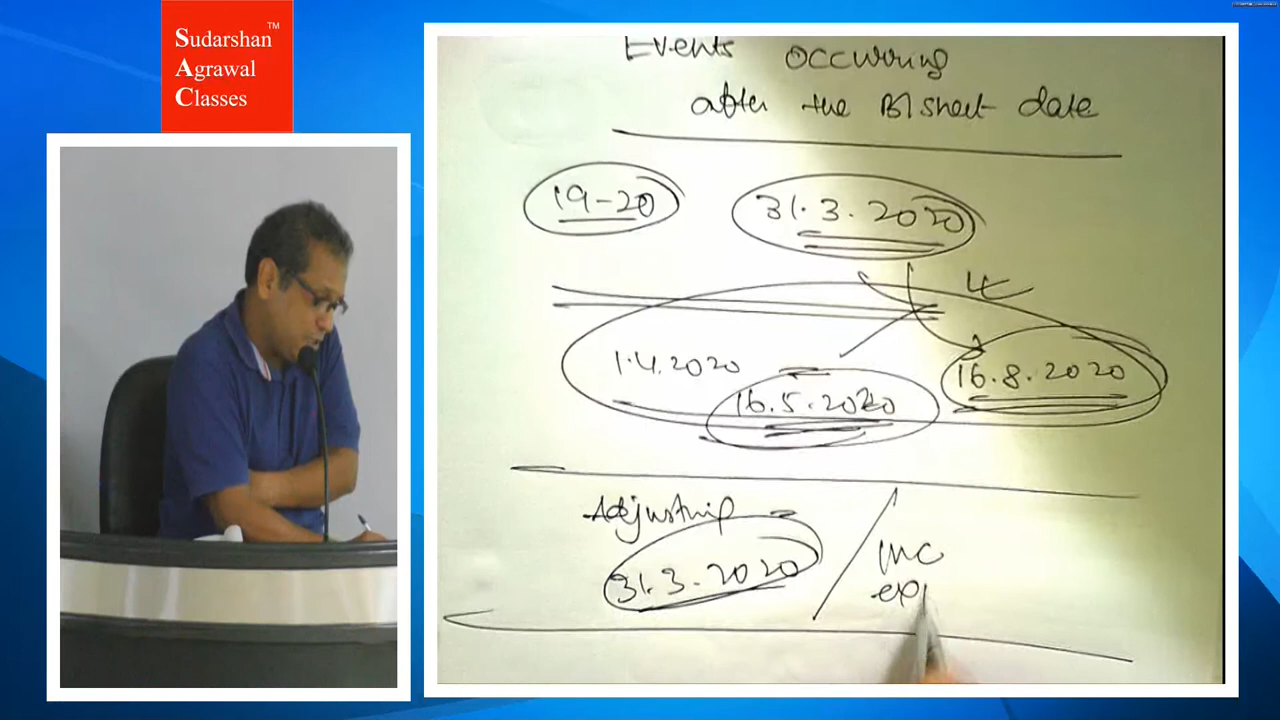 Sudarshan™
Agrawal
Classes
Events occurring
after the B/sheet date
19-20 31.3.2020
1.4.2020
16.8.2020
16.5.2020
Adjusting
31.3.2020
inc
exp